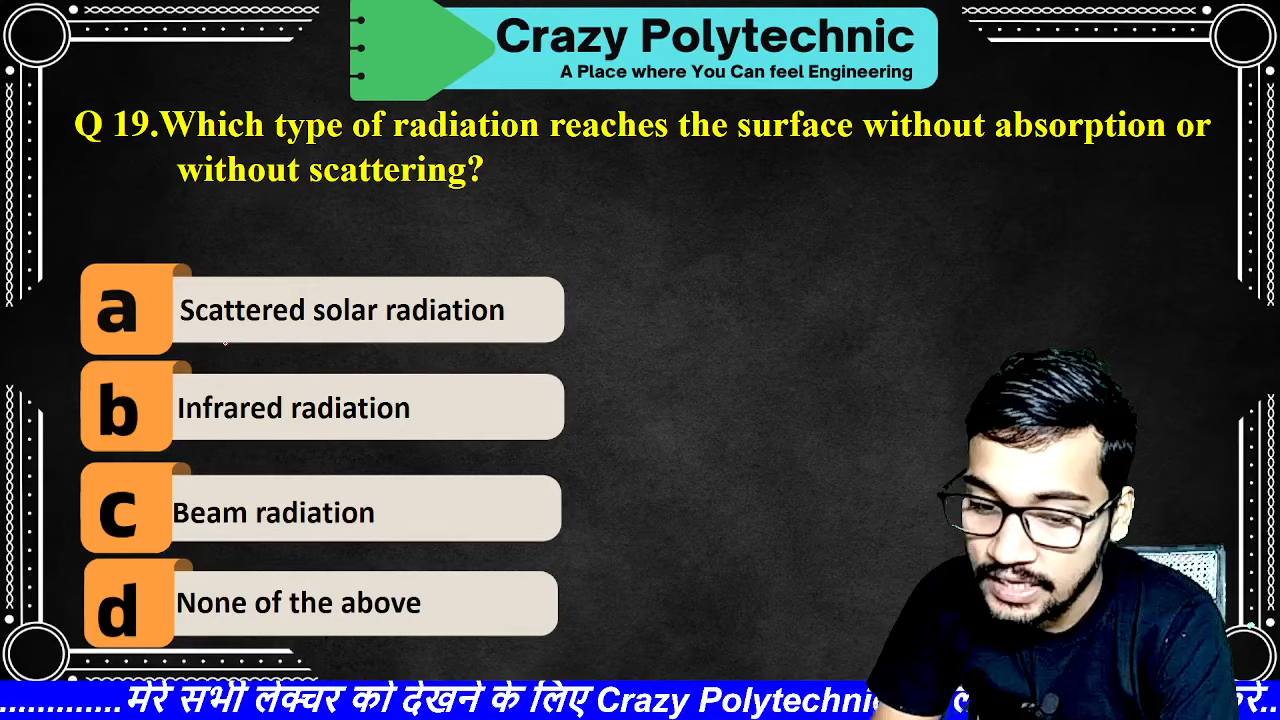 Crazy Polytechnic
A Place where You Can feel Engineering
Q 19.Which type of radiation reaches the surface without absorption or
without scattering?
a Scattered solar radiation
b Infrared radiation
c Beam radiation
d None of the above
.............मेरे सभी लेक्चर को देखने के लिए Crazy Polytechnic